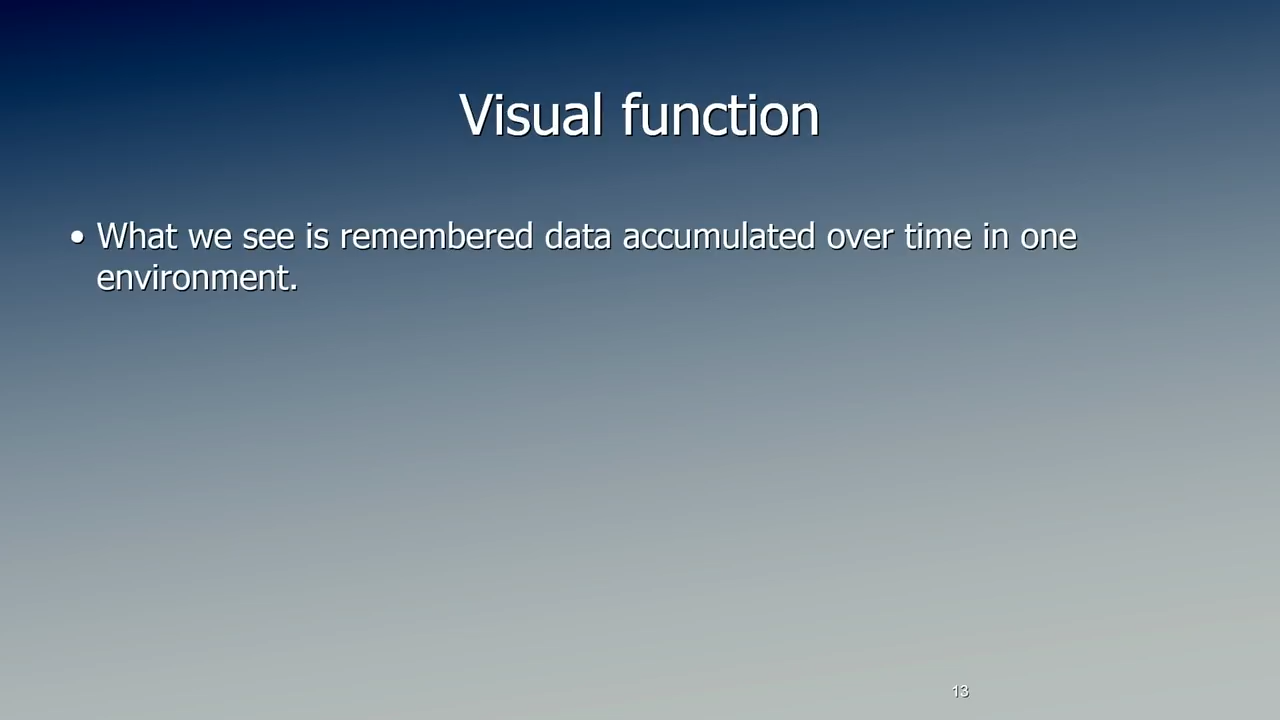 Visual function
• What we see is remembered data accumulated over time in one
environment.
13